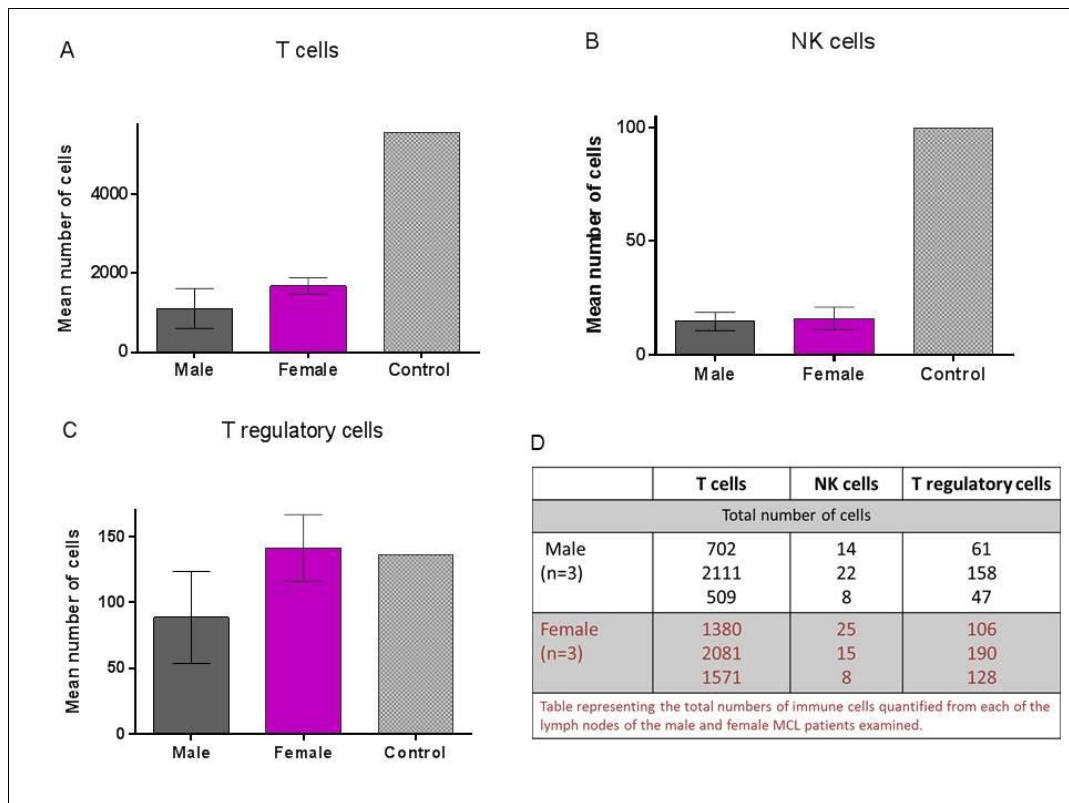 A
T cells
Mean number of cells
4000
2000
0
Male Female Control
B
NK cells
Mean number of cells
100
50
0
Male Female Control
C
T regulatory cells
Mean number of cells
150
100
50
0
Male Female Control
D
T cells NK cells T regulatory cells
Total number of cells
Male 702 14 61
(n=3) 2111 22 158
509 8 47
Female 1380 25 106
(n=3) 2081 15 190
1571 8 128
Table representing the total numbers of immune cells quantified from each of the
lymph nodes of the male and female MCL patients examined.